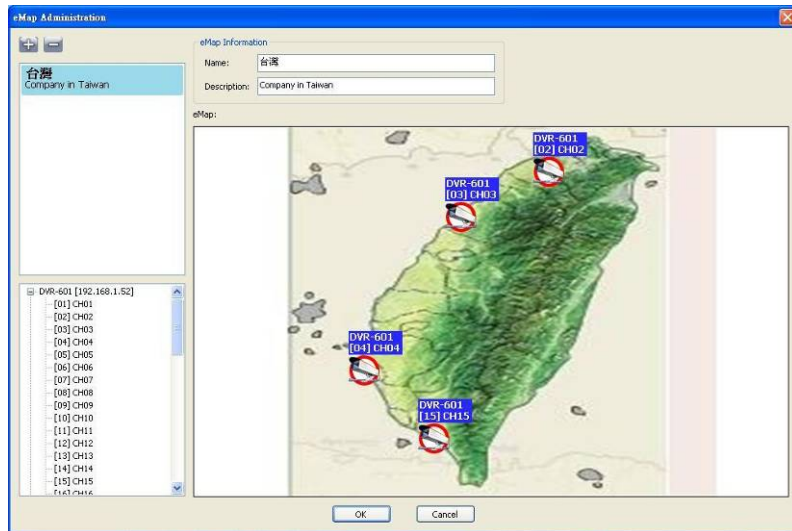 eMap Administration
台灣
Company in Taiwan
eMap Information
Name:
台灣
Description:
Company in Taiwan
eMap:
DVR-601
[02] CH02
DVR-601
[03] CH03
DVR-601
[04] CH04
DVR-601
[15] CH15
DVR-601 [192.168.1.52]
[01] CH01
[02] CH02
[03] CH03
[04] CH04
[05] CH05
[06] CH06
[07] CH07
[08] CH08
[09] CH09
[10] CH10
[11] CH11
[12] CH12
[13] CH13
[14] CH14
[15] CH15
[16] CH16
OK
Cancel